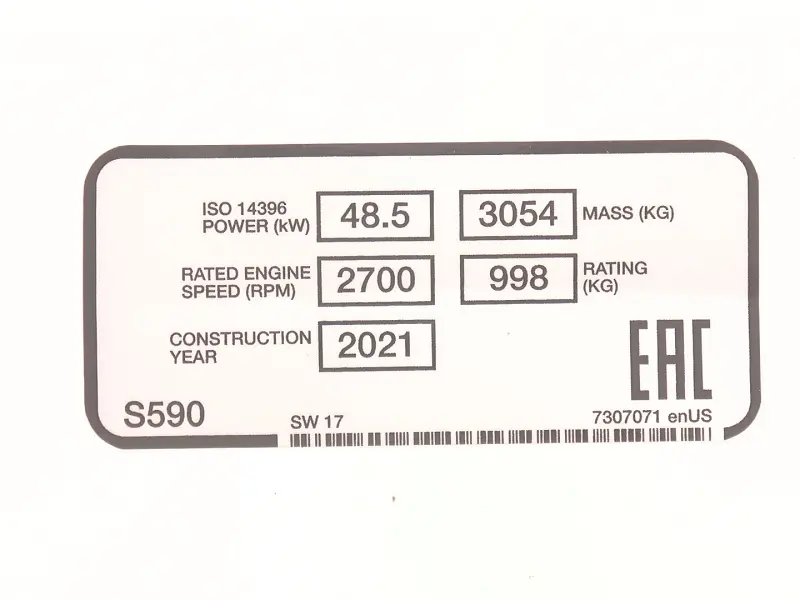 ISO 14396
POWER (kW) 48.5
3054 MASS (KG)
RATED ENGINE
SPEED (RPM) 2700
998 RATING
(KG)
CONSTRUCTION
YEAR 2021
EAC
S590
SW 17
7307071 enUS